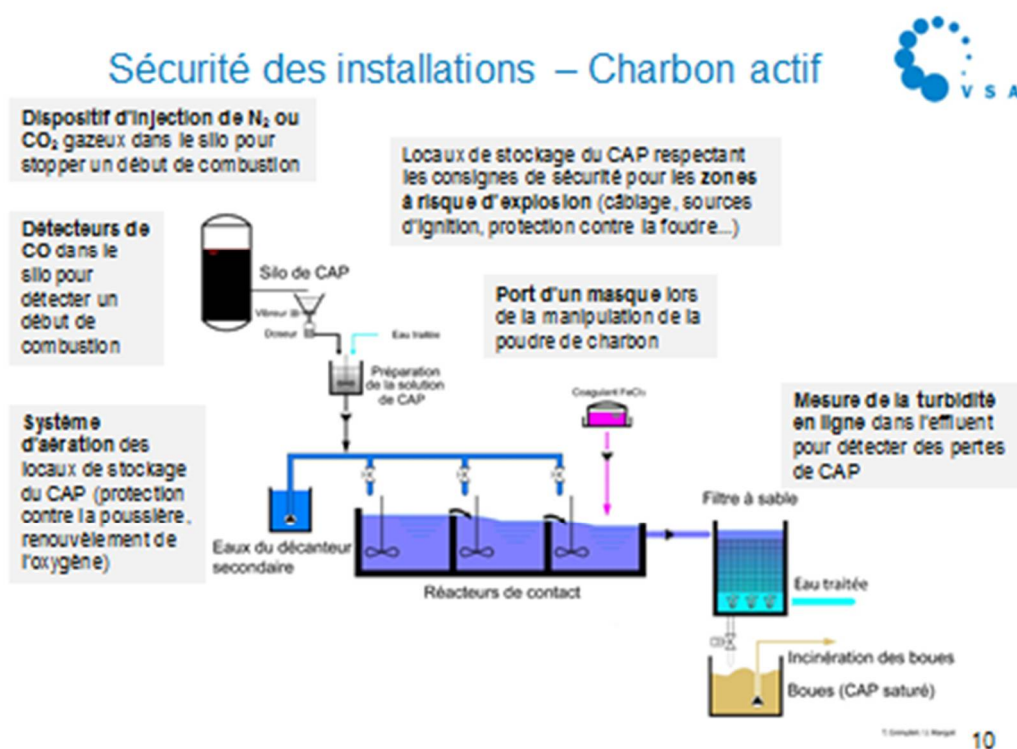 Sécurité des installations – Charbon actif
VSA
Dispositif d'injection de N₂ ou
CO₂ gazeux dans le silo pour
stopper un début de combustion
Locaux de stockage du CAP respectant
les consignes de sécurité pour les zones
à risque d'explosion (câblage, sources
d'ignition, protection contre la foudre...)
Détecteurs de
CO dans le
silo pour
détecter un
début de
combustion
Silo de CAP
Vibreur
Doseur
Eau traitée
Port d'un masque lors
de la manipulation de la
poudre de charbon
Préparation
de la solution
de CAP
Coagulant FeCl₃
Système
d'aération des
locaux de stockage
du CAP (protection
contre la poussière,
renouvèlement de
l'oxygène)
Mesure de la turbidité
en ligne dans l'effluent
pour détecter des pertes
de CAP
Filtre à sable
Eaux du décanteur
secondaire
Réacteurs de contact
Eau traitée
Incinération des boues
Boues (CAP saturé)
10